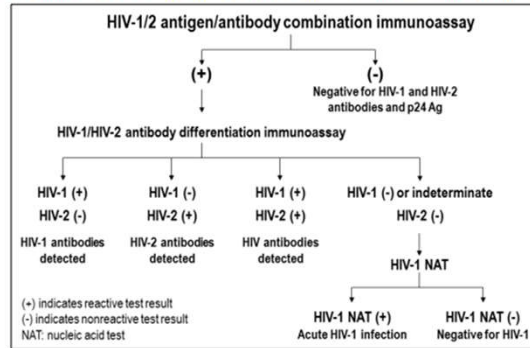 HIV-1/2 antigen/antibody combination immunoassay
(+)
(-)
Negative for HIV-1 and HIV-2
antibodies and p24 Ag
HIV-1/HIV-2 antibody differentiation immunoassay
HIV-1 (+)
HIV-2 (-)
HIV-1 antibodies
detected
HIV-1 (-)
HIV-2 (+)
HIV-2 antibodies
detected
HIV-1 (+)
HIV-2 (+)
HIV antibodies
detected
HIV-1 (-) or indeterminate
HIV-2 (-)
HIV-1 NAT
HIV-1 NAT (+)
Acute HIV-1 infection
HIV-1 NAT (-)
Negative for HIV-1
(+) indicates reactive test result
(-) indicates nonreactive test result
NAT: nucleic acid test